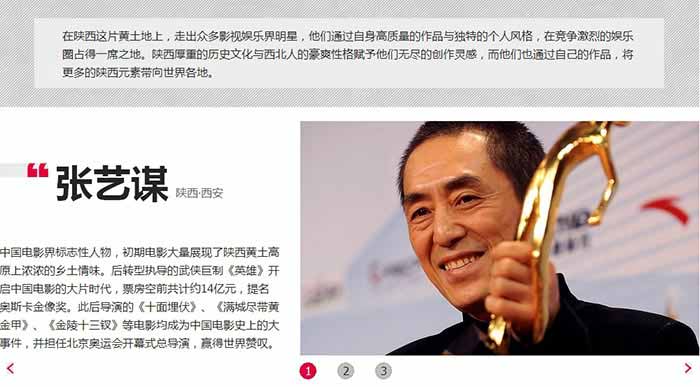 在陕西这片黄土地上，走出众多影视娱乐界明星，他们通过自身高质量的作品与独特的个人风格，在竞争激烈的娱乐
圈占得一席之地。陕西厚重的历史文化与西北人的豪爽性格赋予他们无尽的创作灵感，而他们也通过自己的作品，将
更多的陕西元素带向世界各地。
张艺谋 陕西·西安
中国电影界标志性人物，初期电影大量展现了陕西黄土高
原上浓浓的乡土情味。后转型执导的武侠巨制《英雄》开
启中国电影的大片时代，票房空前共计约14亿元，提名
奥斯卡金像奖。此后导演的《十面埋伏》、《满城尽带黄
金甲》、《金陵十三钗》等电影均成为中国电影史上的大
事件，并担任北京奥运会开幕式总导演，赢得世界赞叹。
1 2 3